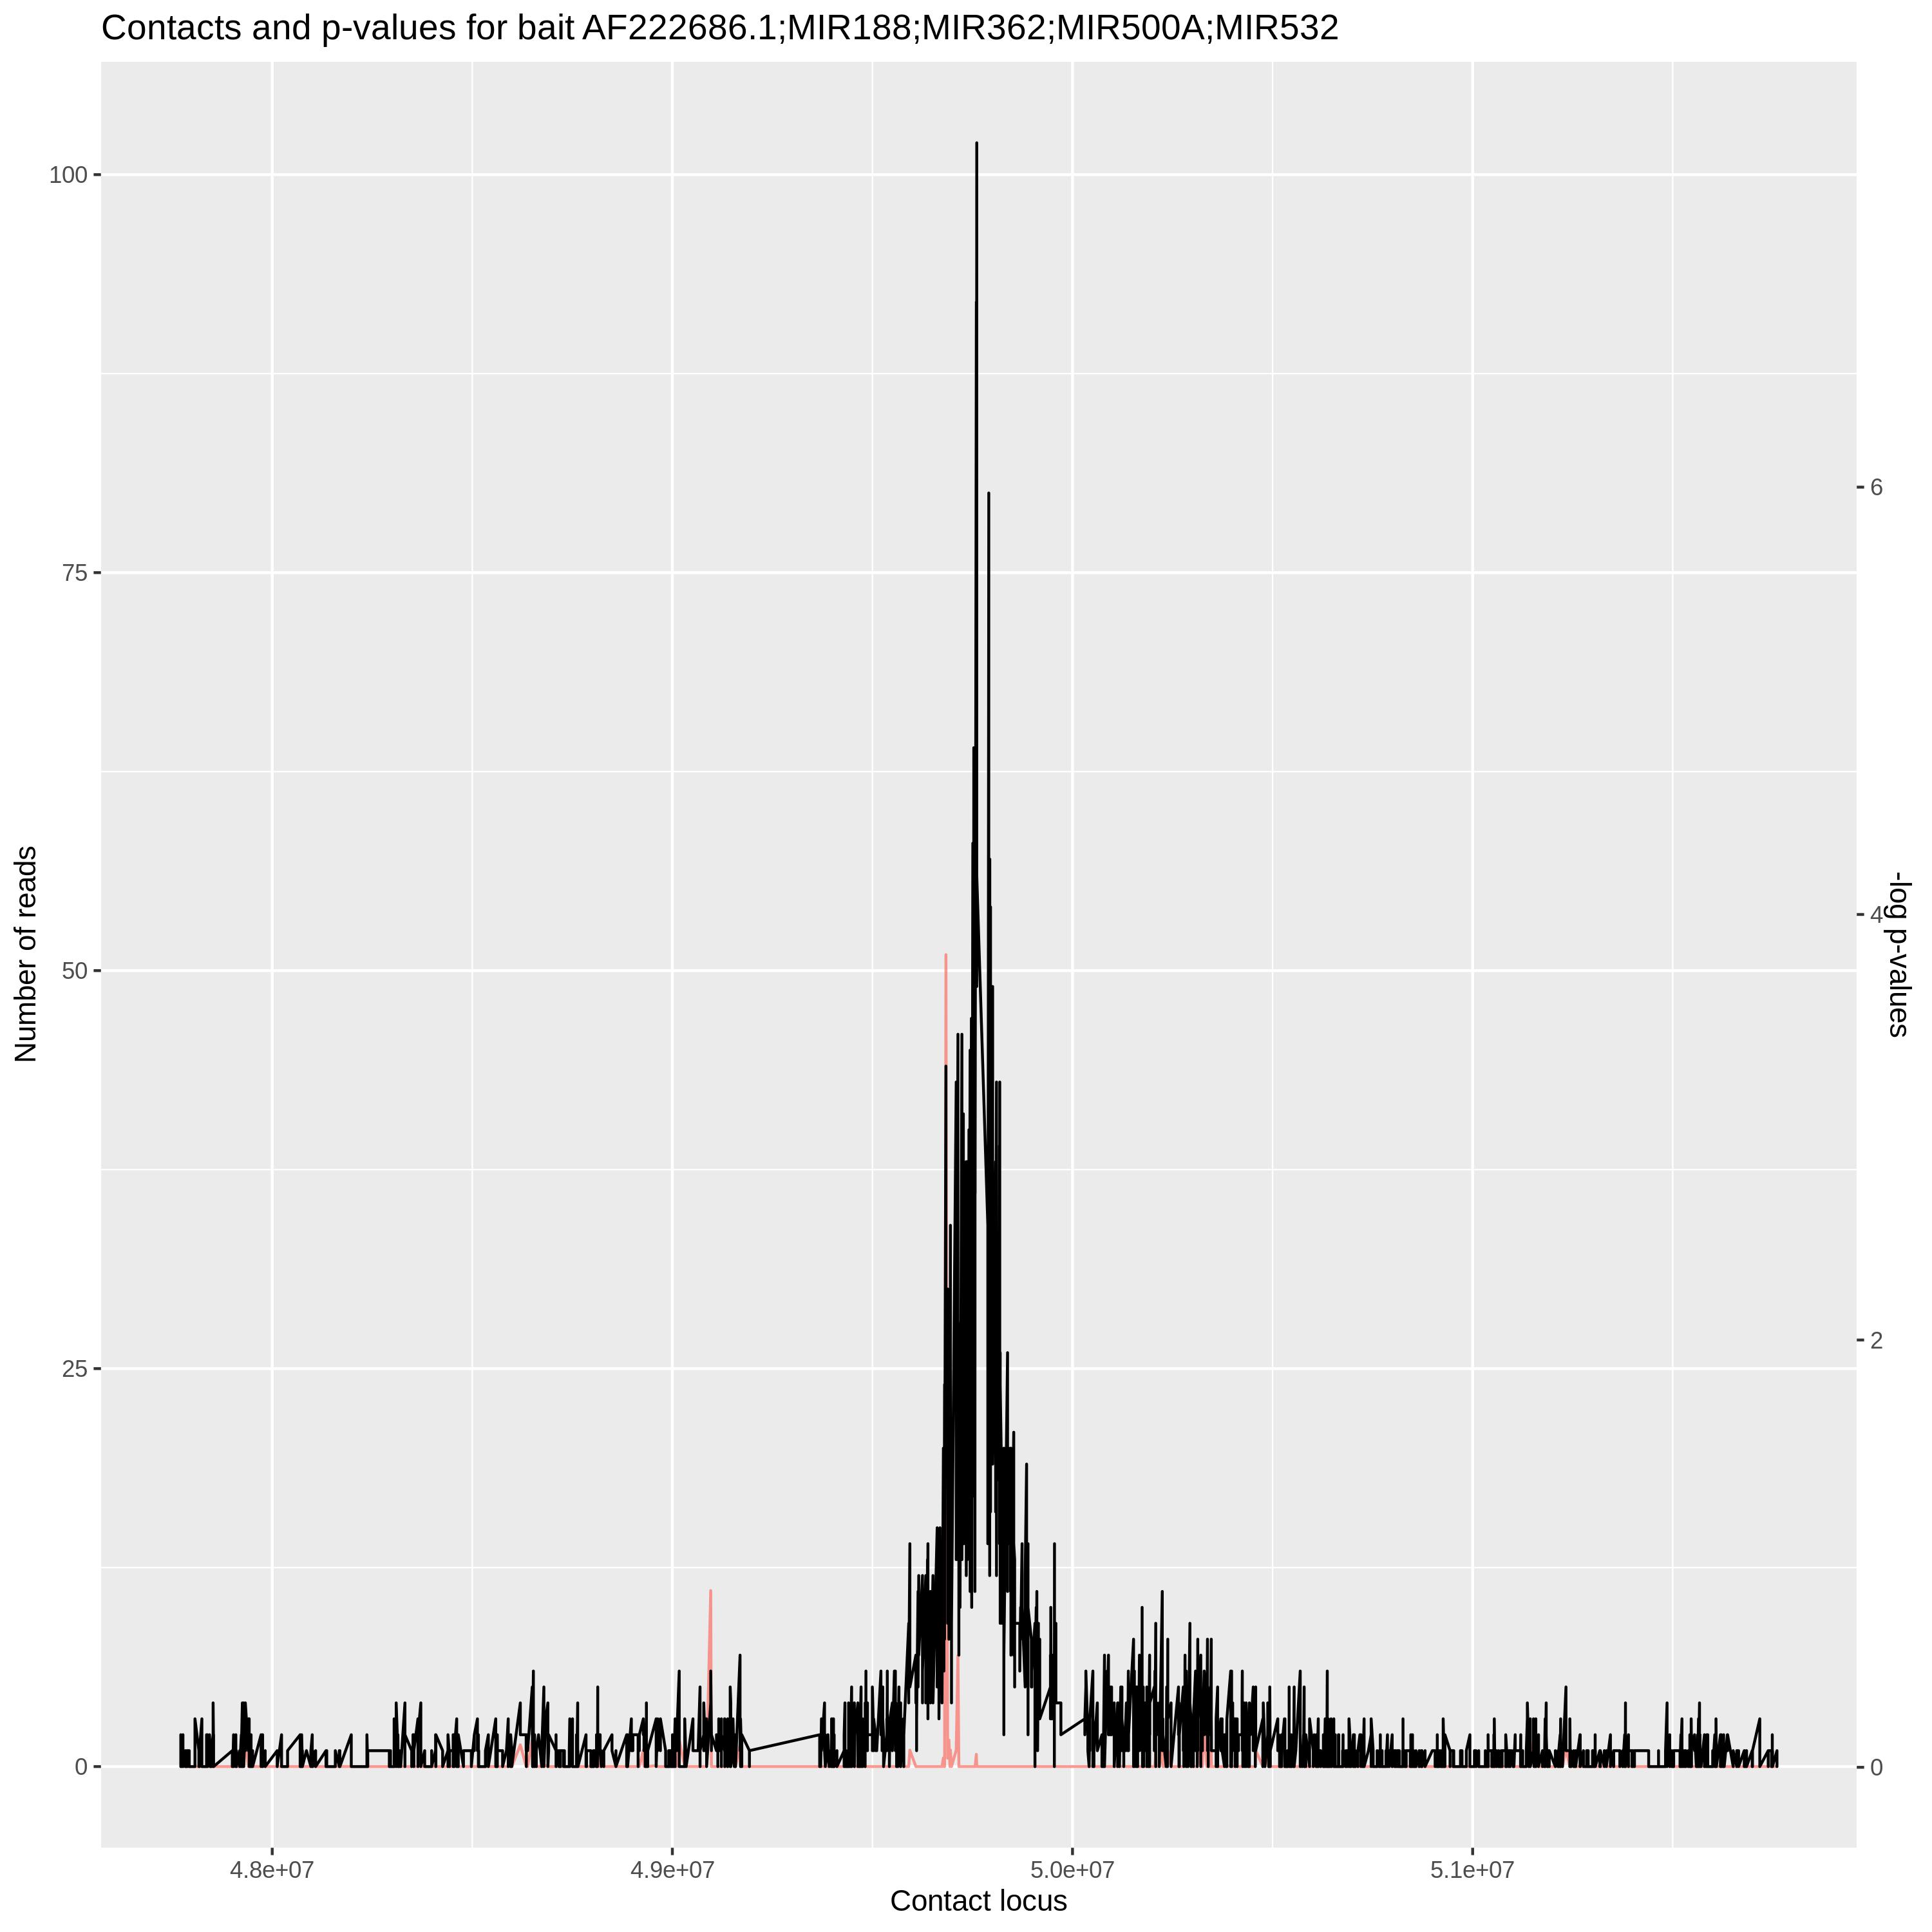 Contacts and p-values for bait AF222686.1;MIR188;MIR362;MIR500A;MIR532
100
75
50
25
0
Number of reads
6
4
2
0
-log p-values
4.8e+07
4.9e+07
5.0e+07
5.1e+07
Contact locus